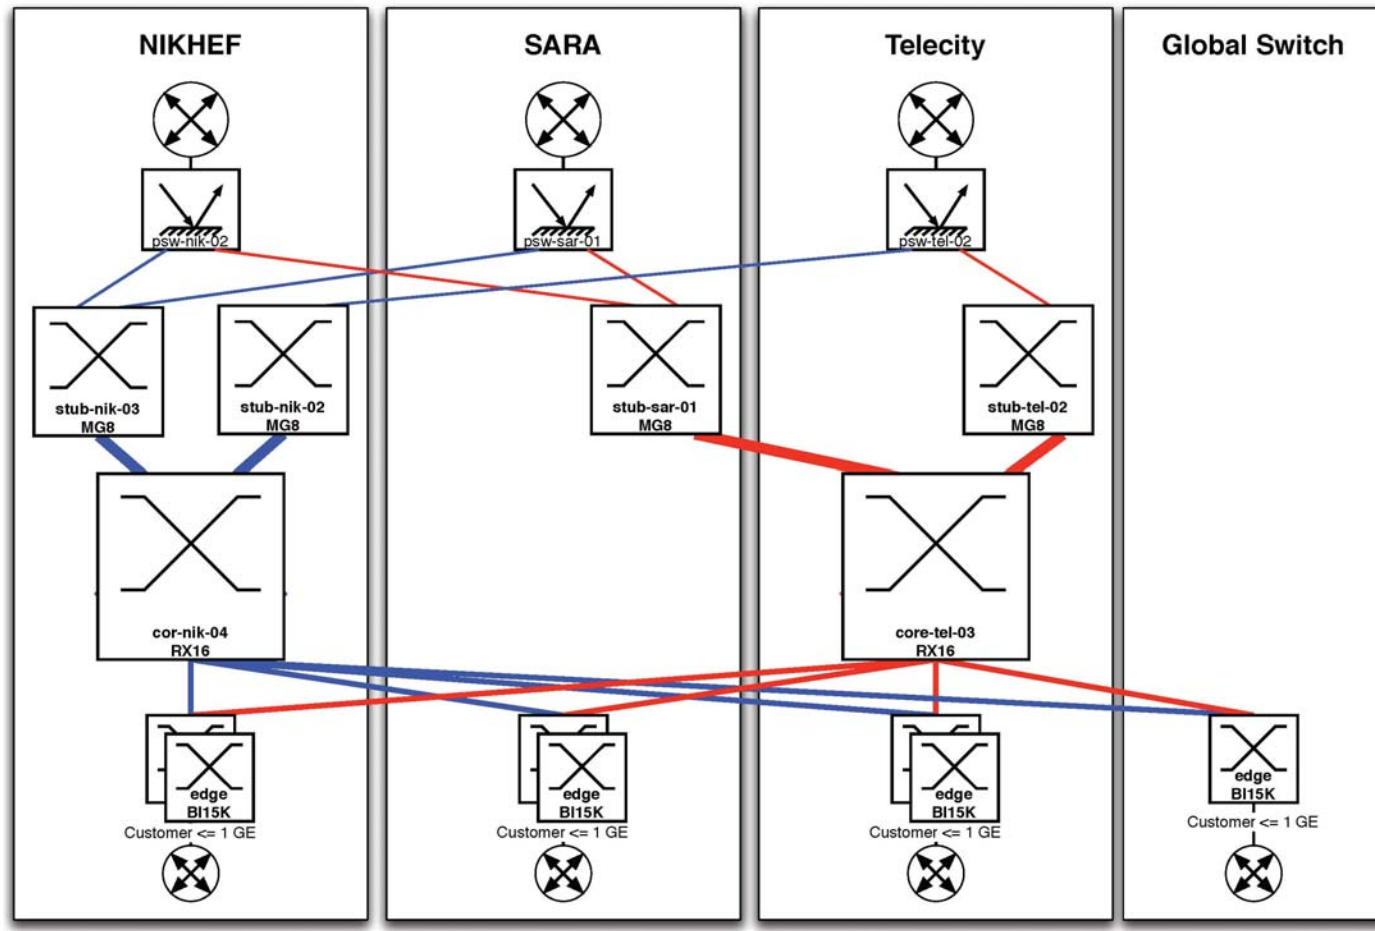 NIKHEF
SARA
Telecity
Global Switch
psw-nik-02
psw-sar-01
psw-tel-02
stub-nik-03
MG8
stub-nik-02
MG8
stub-sar-01
MG8
stub-tel-02
MG8
cor-nik-04
RX16
core-tel-03
RX16
edge
BI15K
Customer <= 1 GE
edge
BI15K
Customer <= 1 GE
edge
BI15K
Customer <= 1 GE
edge
BI15K
Customer <= 1 GE